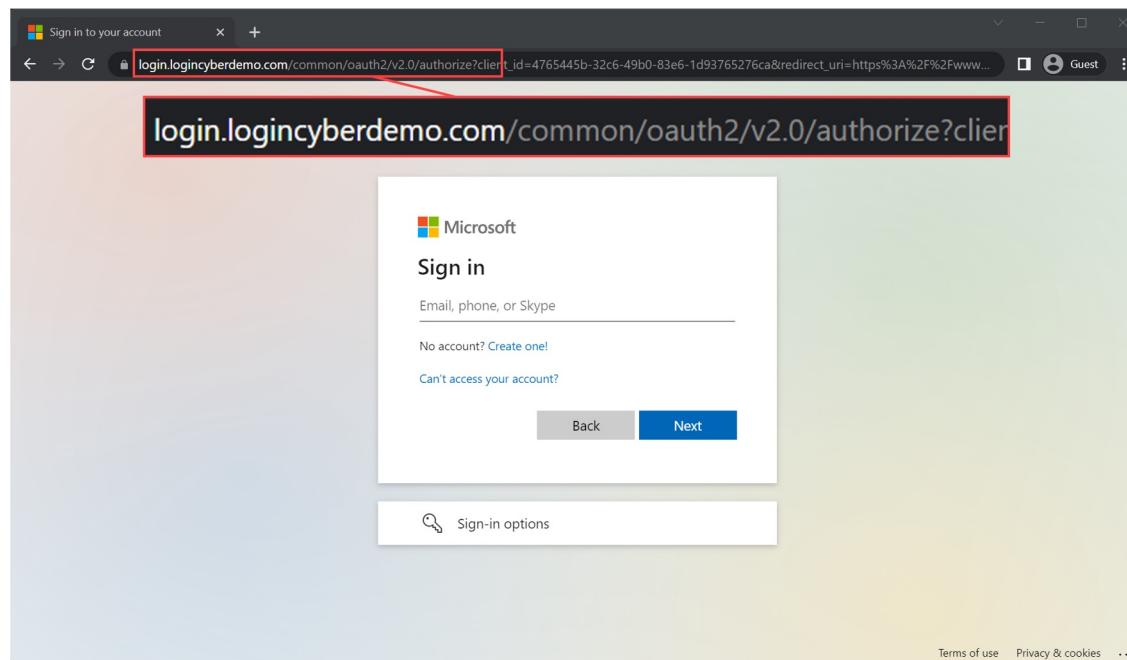 Sign in to your account
login.logincyberdemo.com/common/oauth2/v2.0/authorize?client_id=4765445b-32c6-49b0-83e6-1d93765276ca&redirect_uri=https%3A%2F%2Fwww...
Guest
login.logincyberdemo.com/common/oauth2/v2.0/authorize?clien
Microsoft
Sign in
Email, phone, or Skype
No account? Create one!
Can't access your account?
Back Next
Sign-in options
Terms of use Privacy & cookies